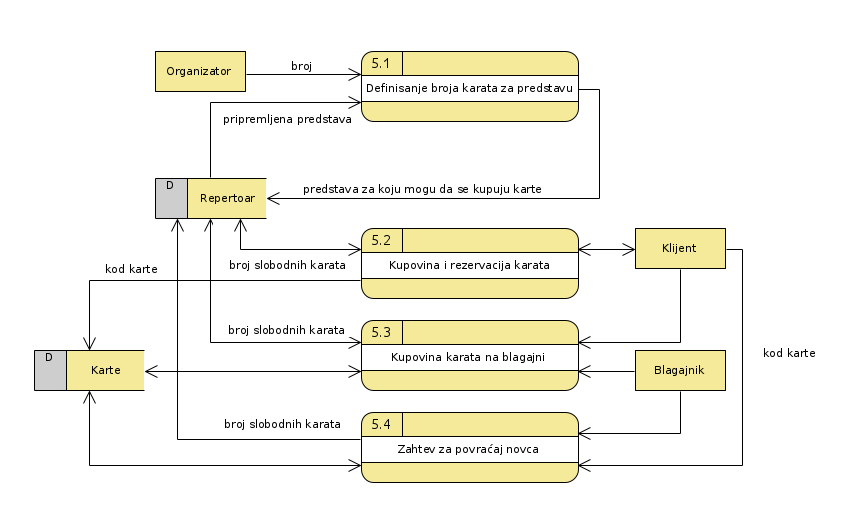 5.1
Organizator
broj
Definisanje broja karata za predstavu
pripremljena predstava
D
Repertoar
predstava za koju mogu da se kupuju karte
5.2
Klijent
broj slobodnih karata
Kupovina i rezervacija karata
kod karte
5.3
broj slobodnih karata
Kupovina karata na blagajni
kod karte
D
Karte
Blagajnik
5.4
broj slobodnih karata
Zahtev za povraćaj novca